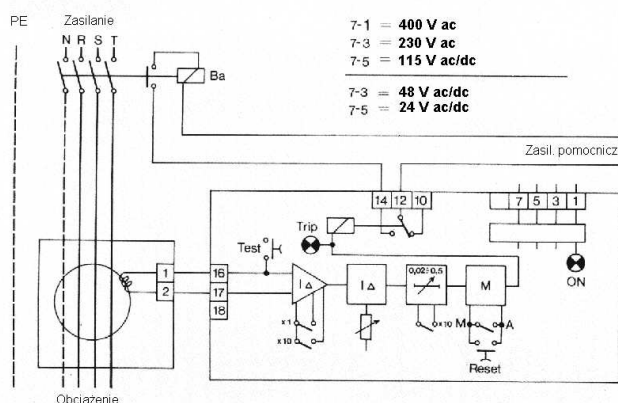 PE
Zasilanie
N R S T
Ba
7-1 = 400 V ac
7-3 = 230 V ac
7-5 = 115 V ac/dc
7-3 = 48 V ac/dc
7-5 = 24 V ac/dc
Zasil. pomocnicz
14 12 10
7 5 3 1
Trip
Test
ON
1 16
2 17
18
I Δ
I Δ
0,02÷0,5
M
x1
x10
x10
M A
Reset
Obciążenie